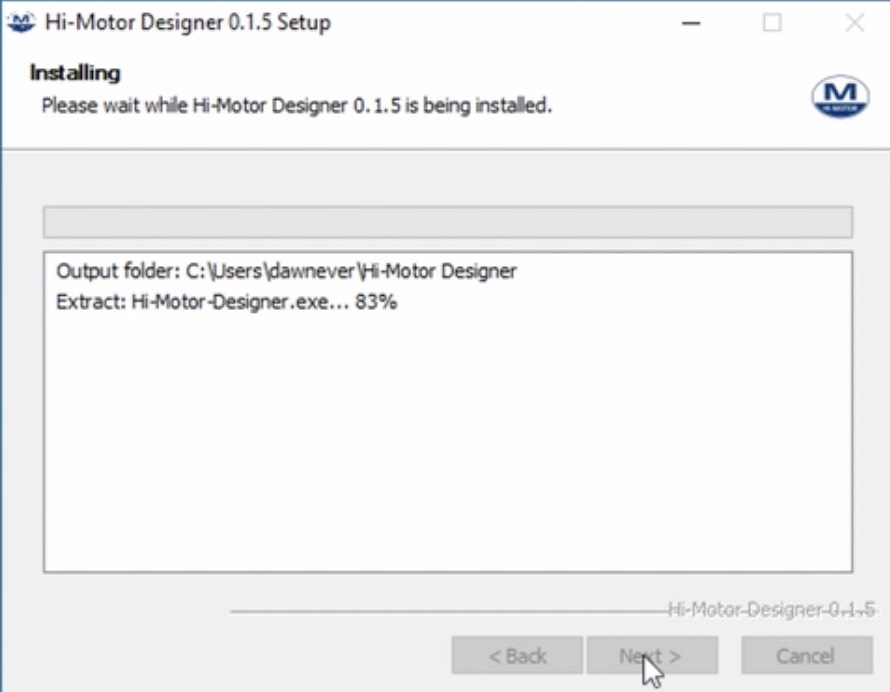 Hi-Motor Designer 0.1.5 Setup
Installing
Please wait while Hi-Motor Designer 0.1.5 is being installed.
M
HI-MOTOR
Output folder: C:\Users\dawnever\Hi-Motor Designer
Extract: Hi-Motor-Designer.exe... 83%
Hi-Motor Designer 0.1.5
< Back
Next >
Cancel